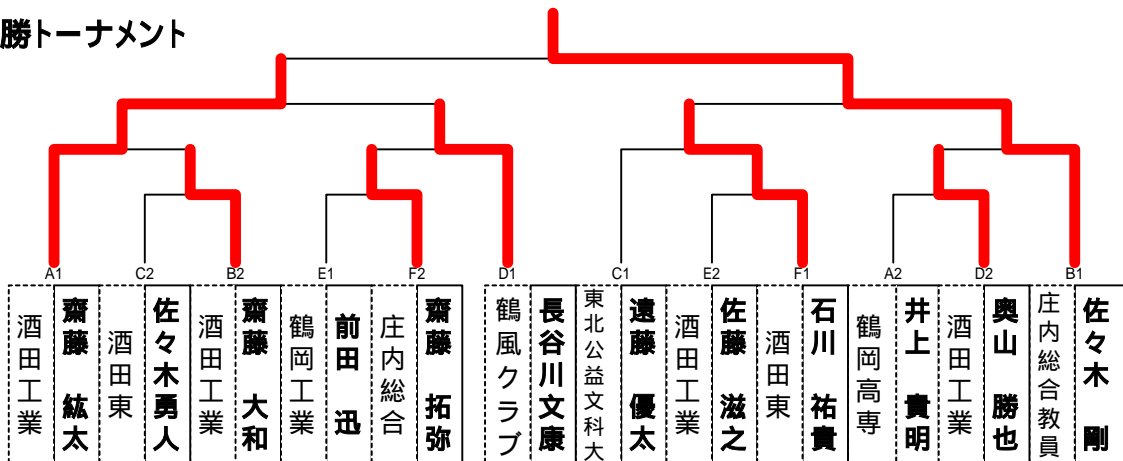 勝トーナメント
A1
C2
B2
E1
F2
D1
C1
E2
F1
A2
D2
B1
酒田工業
齋藤 紘太
酒田東
佐々木勇人
酒田工業
齋藤 大和
鶴岡工業
前田 迅
庄内総合
齋藤 拓弥
鶴風クラブ
長谷川文康
東北公益文科大
遠藤 優太
酒田工業
佐藤 滋之
酒田東
石川 祐貴
鶴岡高専
井上 貴明
酒田工業
奥山 勝也
庄内総合教員
佐々木 剛